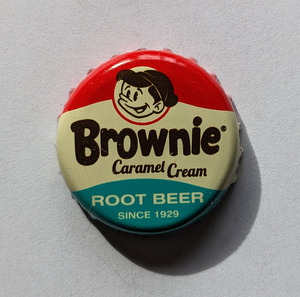 Brownie®
Caramel Cream
ROOT BEER
SINCE 1929